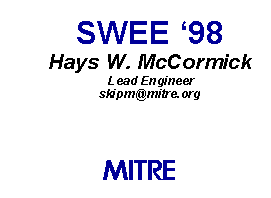 SWEE ‘98
Hays W. McCormick
Lead Engineer
skipm@mitre.org
MITRE